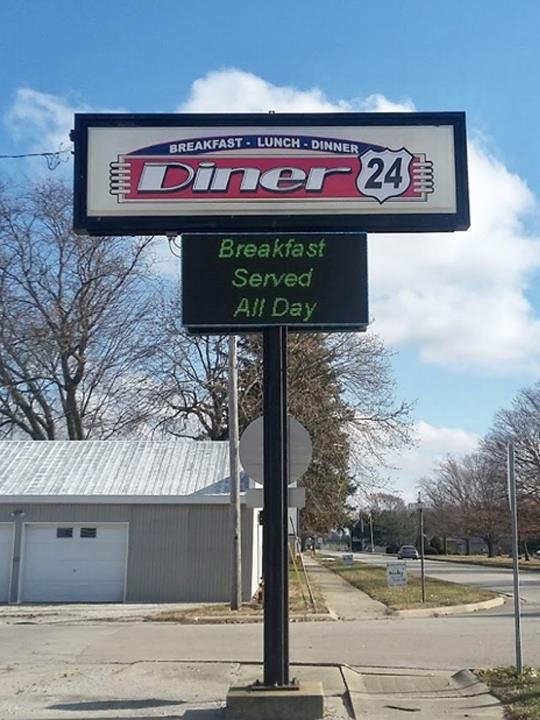 BREAKFAST - LUNCH - DINNER
Diner 24
Breakfast
Served
All Day